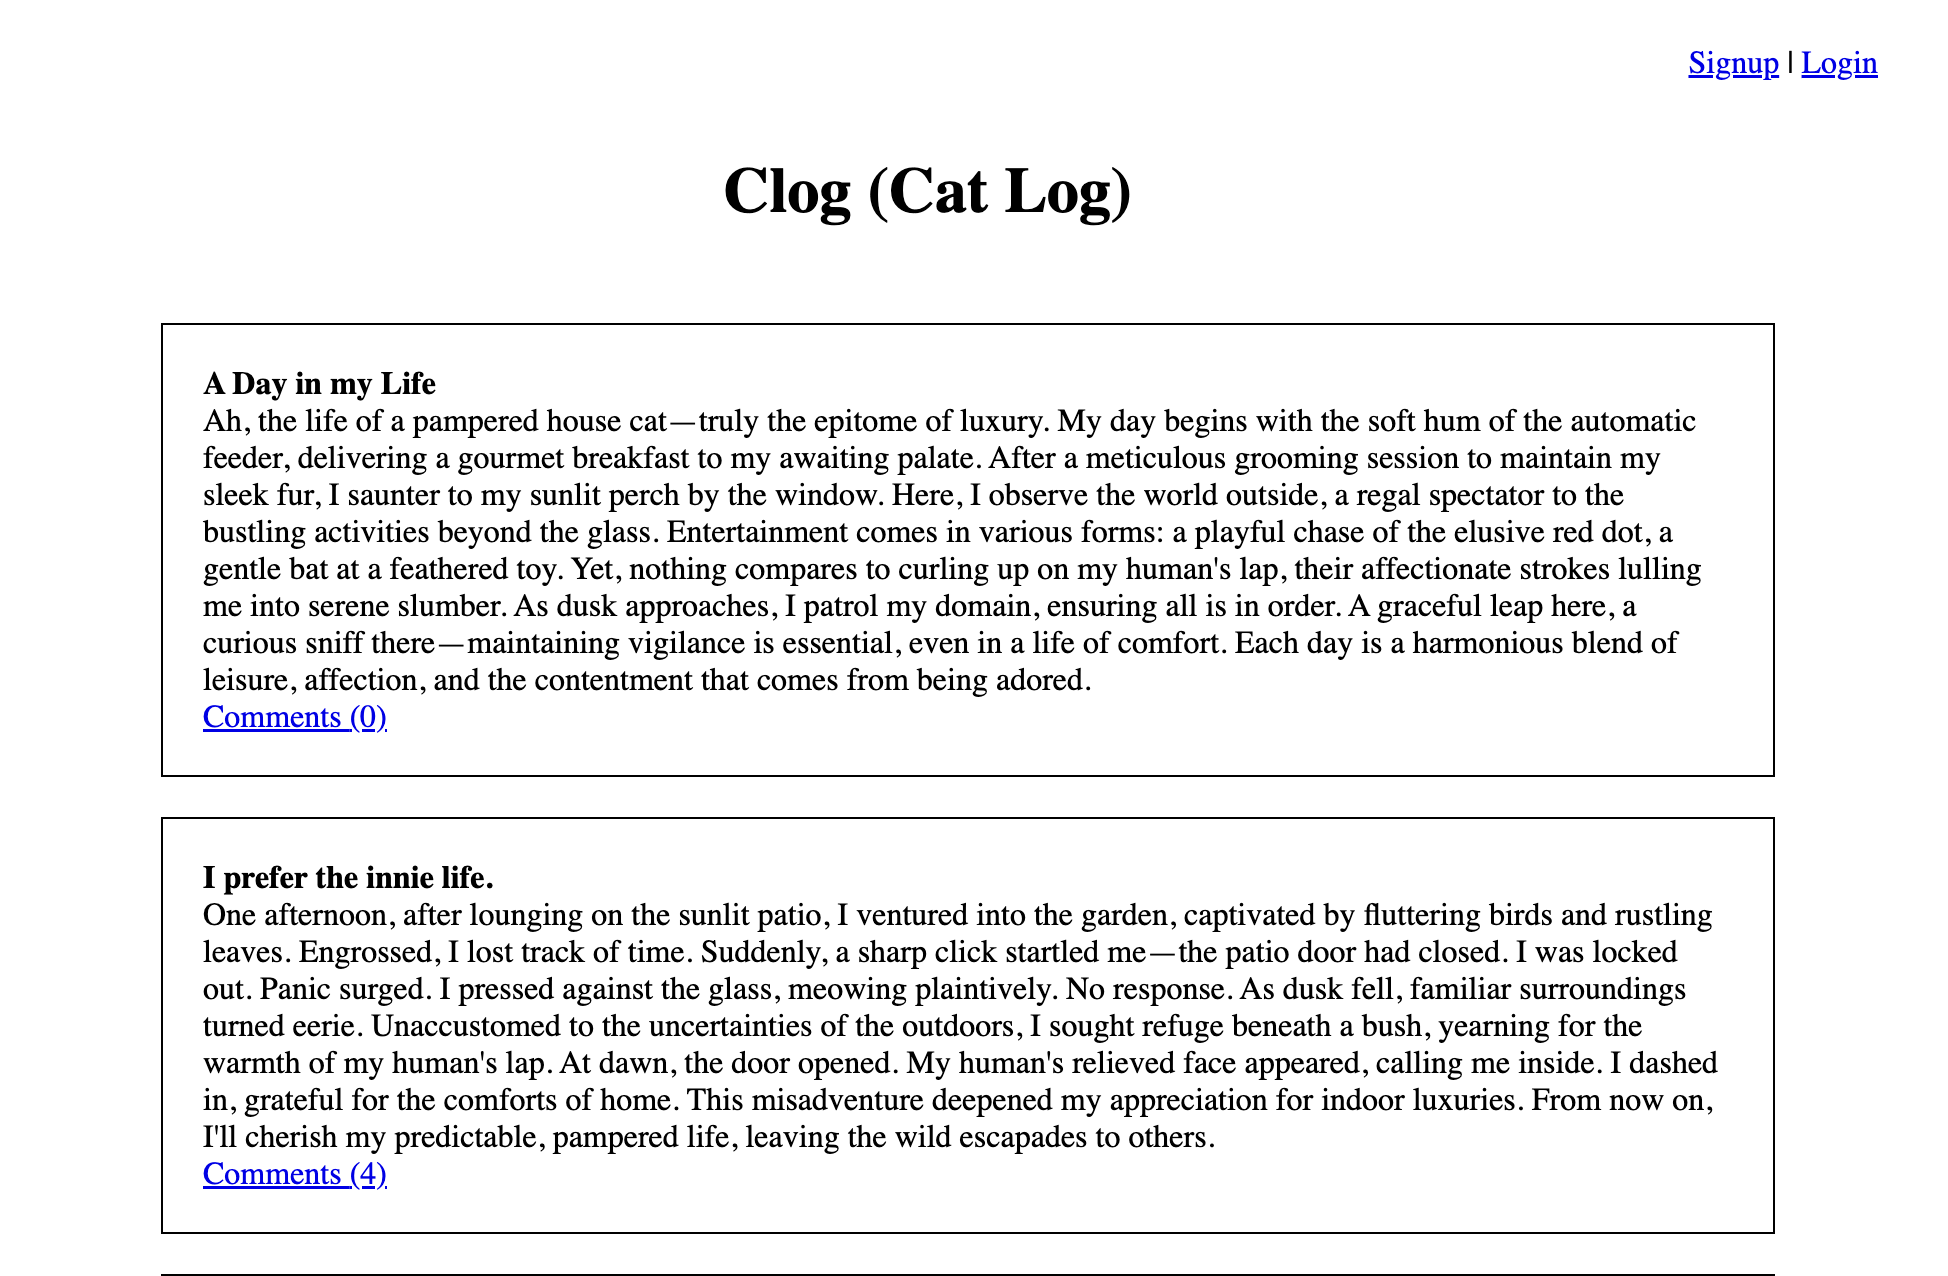 Signup | Login
Clog (Cat Log)
A Day in my Life
Ah, the life of a pampered house cat—truly the epitome of luxury. My day begins with the soft hum of the automatic
feeder, delivering a gourmet breakfast to my awaiting palate. After a meticulous grooming session to maintain my
sleek fur, I saunter to my sunlit perch by the window. Here, I observe the world outside, a regal spectator to the
bustling activities beyond the glass. Entertainment comes in various forms: a playful chase of the elusive red dot, a
gentle bat at a feathered toy. Yet, nothing compares to curling up on my human's lap, their affectionate strokes lulling
me into serene slumber. As dusk approaches, I patrol my domain, ensuring all is in order. A graceful leap here, a
curious sniff there—maintaining vigilance is essential, even in a life of comfort. Each day is a harmonious blend of
leisure, affection, and the contentment that comes from being adored.
Comments (0)
I prefer the innie life.
One afternoon, after lounging on the sunlit patio, I ventured into the garden, captivated by fluttering birds and rustling
leaves. Engrossed, I lost track of time. Suddenly, a sharp click startled me—the patio door had closed. I was locked
out. Panic surged. I pressed against the glass, meowing plaintively. No response. As dusk fell, familiar surroundings
turned eerie. Unaccustomed to the uncertainties of the outdoors, I sought refuge beneath a bush, yearning for the
warmth of my human's lap. At dawn, the door opened. My human's relieved face appeared, calling me inside. I dashed
in, grateful for the comforts of home. This misadventure deepened my appreciation for indoor luxuries. From now on,
I'll cherish my predictable, pampered life, leaving the wild escapades to others.
Comments (4)